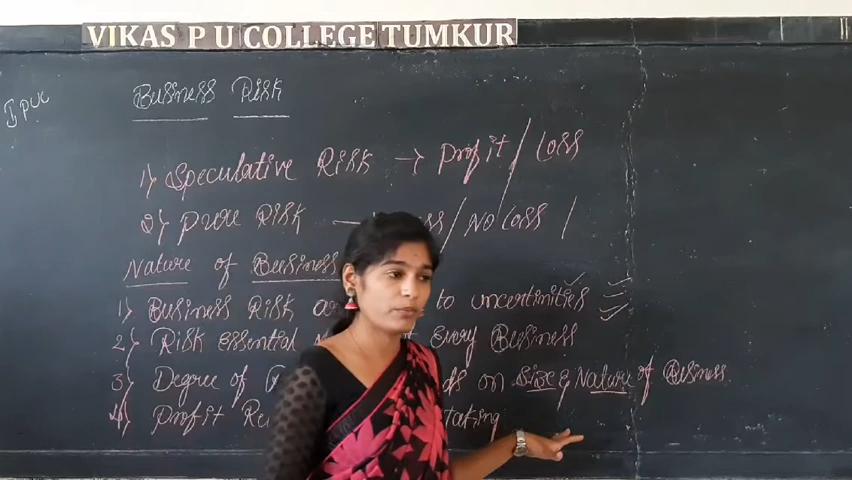 VIKAS P U COLLEGE TUMKUR
I PUC
Business Risk
1) Speculative Risk → Profit / Loss
2) Pure Risk — Loss / No Loss /
Nature of Business
1) Business Risk to uncertinities
2) Risk essential Every Business
3) Degree of on Size & Nature of Business
4) Profit taking